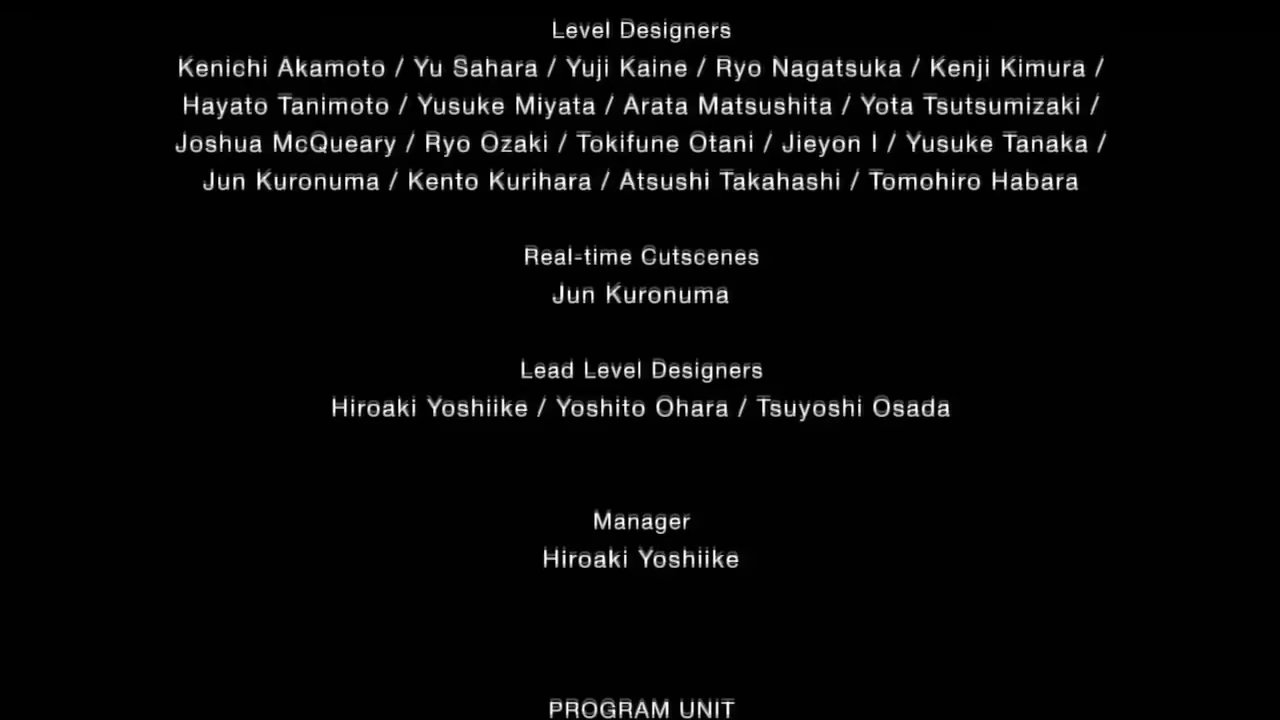 Level Designers
Kenichi Akamoto / Yu Sahara / Yuji Kaine / Ryo Nagatsuka / Kenji Kimura /
Hayato Tanimoto / Yusuke Miyata / Arata Matsushita / Yota Tsutsumizaki /
Joshua McQueary / Ryo Ozaki / Tokifune Otani / Jieyon I / Yusuke Tanaka /
Jun Kuronuma / Kento Kurihara / Atsushi Takahashi / Tomohiro Habara
Real-time Cutscenes
Jun Kuronuma
Lead Level Designers
Hiroaki Yoshiike / Yoshito Ohara / Tsuyoshi Osada
Manager
Hiroaki Yoshiike
PROGRAM UNIT